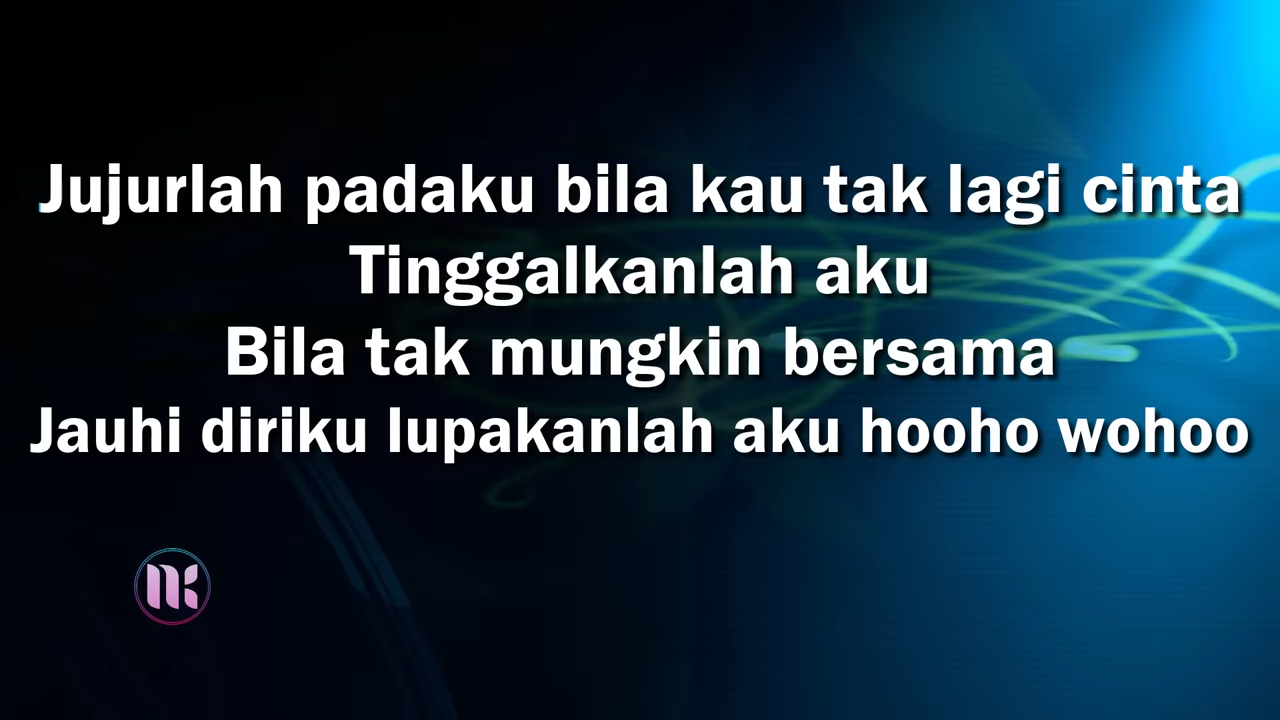 Jujurlah padaku bila kau tak lagi cinta
Tinggalkanlah aku
Bila tak mungkin bersama
Jauhi diriku lupakanlah aku hooho wohoo
NK